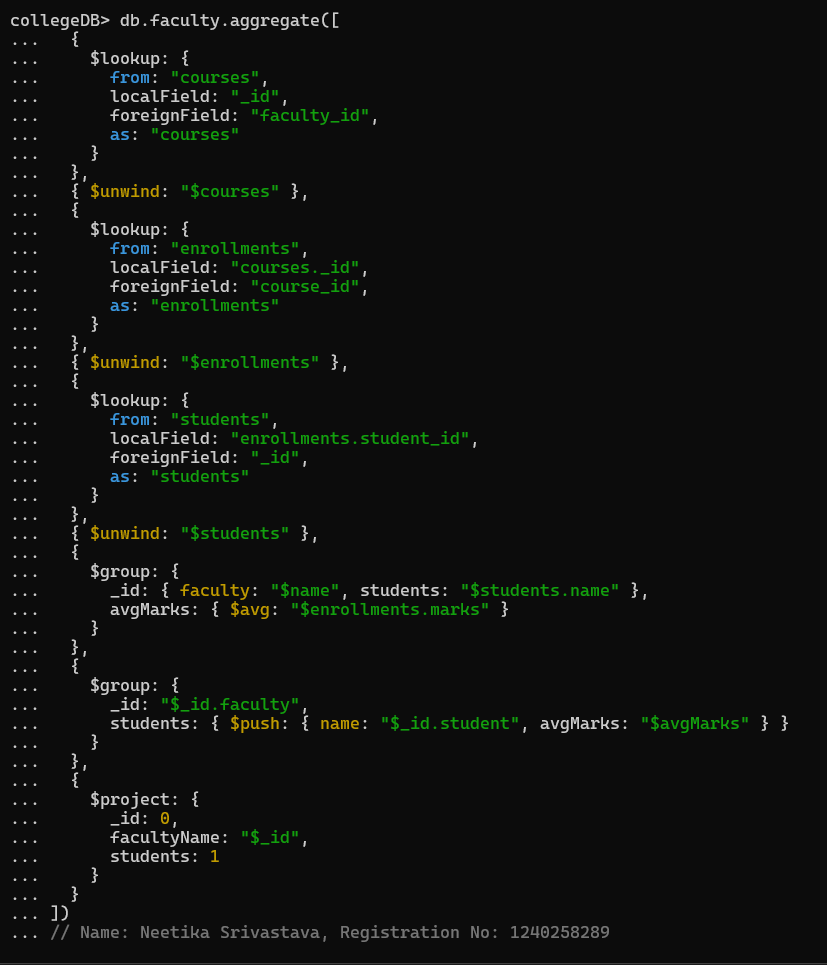 collegeDB> db.faculty.aggregate([
...   {
...     $lookup: {
...       from: "courses",
...       localField: "_id",
...       foreignField: "faculty_id",
...       as: "courses"
...     }
...   },
...   { $unwind: "$courses" },
...   {
...     $lookup: {
...       from: "enrollments",
...       localField: "courses._id",
...       foreignField: "course_id",
...       as: "enrollments"
...     }
...   },
...   { $unwind: "$enrollments" },
...   {
...     $lookup: {
...       from: "students",
...       localField: "enrollments.student_id",
...       foreignField: "_id",
...       as: "students"
...     }
...   },
...   { $unwind: "$students" },
...   {
...     $group: {
...       _id: { faculty: "$name", students: "$students.name" },
...       avgMarks: { $avg: "$enrollments.marks" }
...     }
...   },
...   {
...     $group: {
...       _id: "$_id.faculty",
...       students: { $push: { name: "$_id.student", avgMarks: "$avgMarks" } }
...     }
...   },
...   {
...     $project: {
...       _id: 0,
...       facultyName: "$_id",
...       students: 1
...     }
...   }
... ])
... // Name: Neetika Srivastava, Registration No: 1240258289